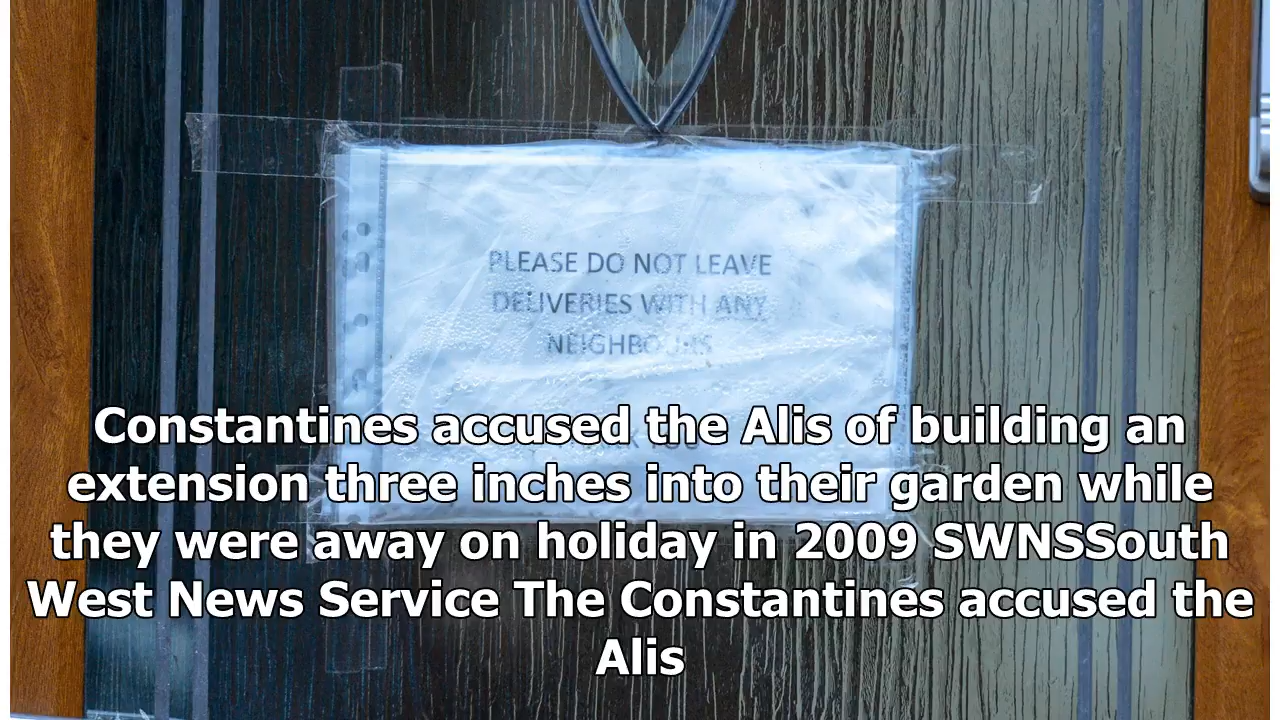 PLEASE DO NOT LEAVE
DELIVERIES WITH ANY
NEIGHBOURS
Constantines accused the Alis of building an
extension three inches into their garden while
they were away on holiday in 2009 SWNSSouth
West News Service The Constantines accused the
Alis